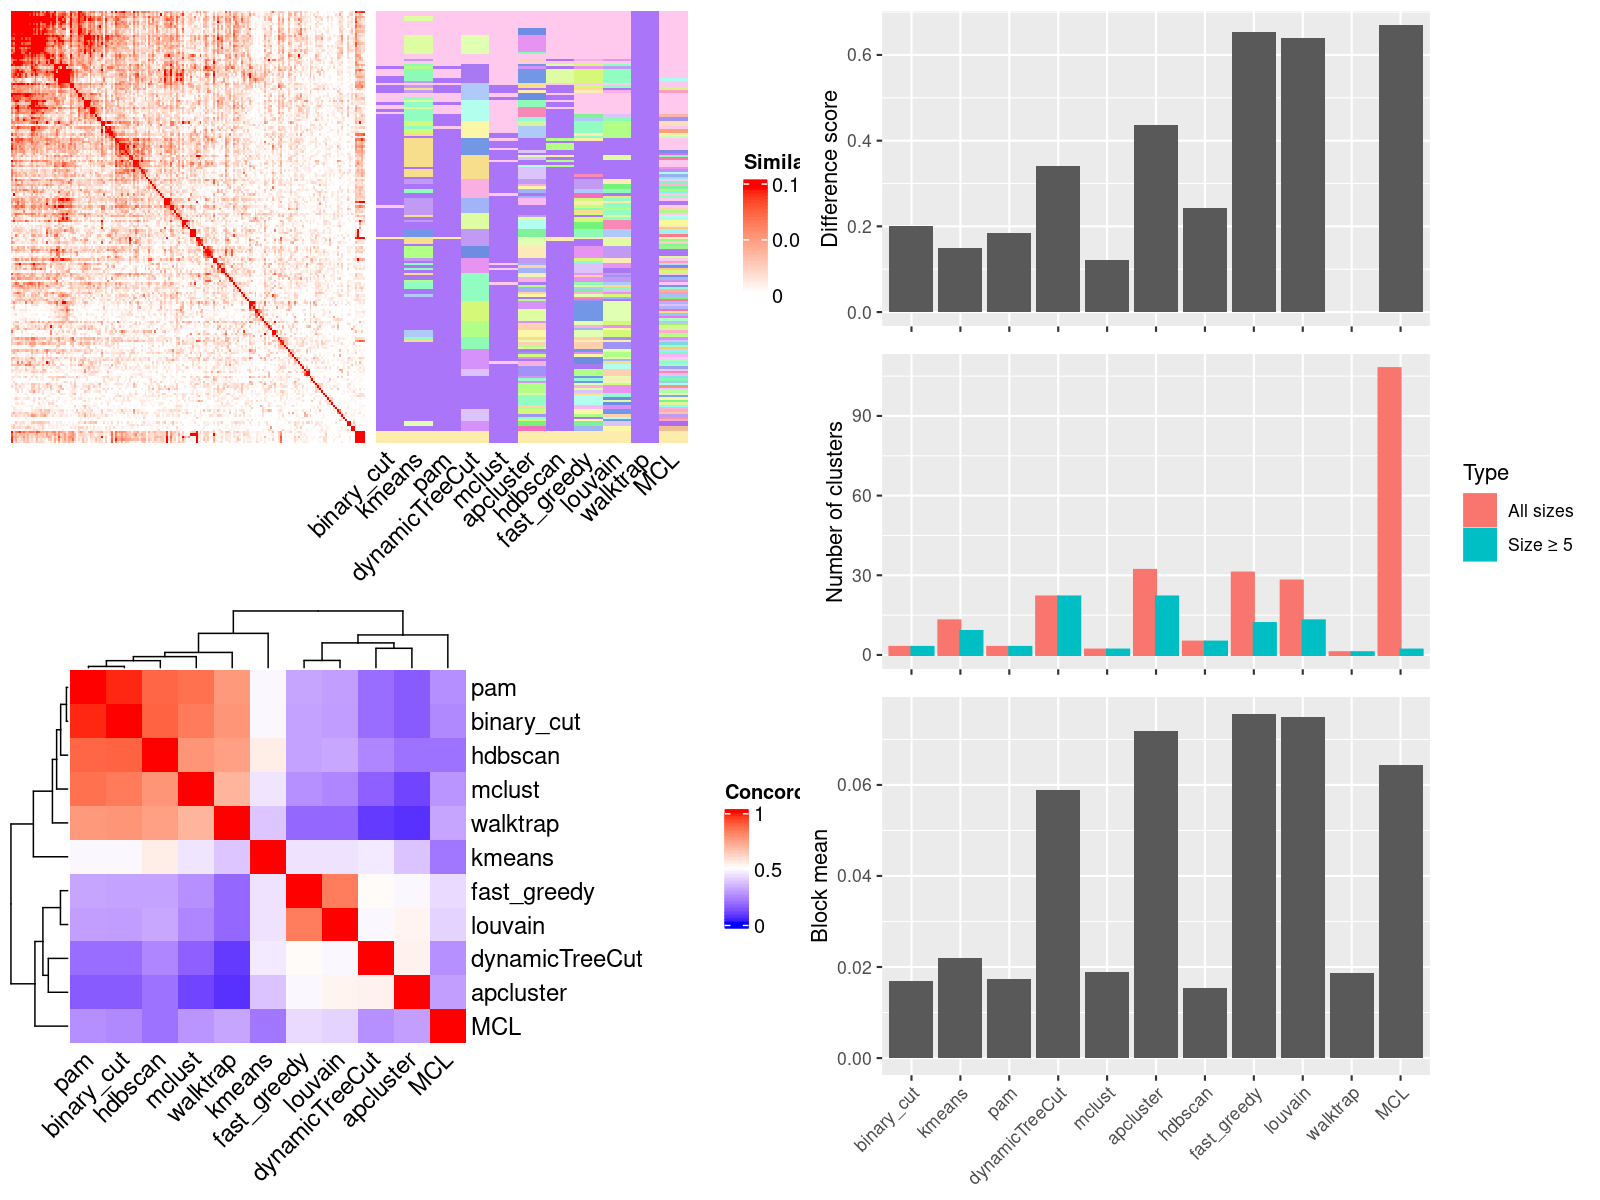 Simila
0.1
0.0
0
binary_cut
kmeans
pam
dynamicTreeCut
mclust
apcluster
hdbscan
fast_greedy
louvain
walktrap
MCL
pam
binary_cut
hdbscan
mclust
walktrap
kmeans
fast_greedy
louvain
dynamicTreeCut
apcluster
MCL
pam
binary_cut
hdbscan
mclust
walktrap
kmeans
fast_greedy
louvain
dynamicTreeCut
apcluster
MCL
Concord
1
0.5
0
Difference score
0.6
0.4
0.2
0.0
Number of clusters
90
60
30
0
Type
All sizes
Size ≥ 5
Block mean
0.06
0.04
0.02
0.00
binary_cut
kmeans
pam
dynamicTreeCut
mclust
apcluster
hdbscan
fast_greedy
louvain
walktrap
MCL